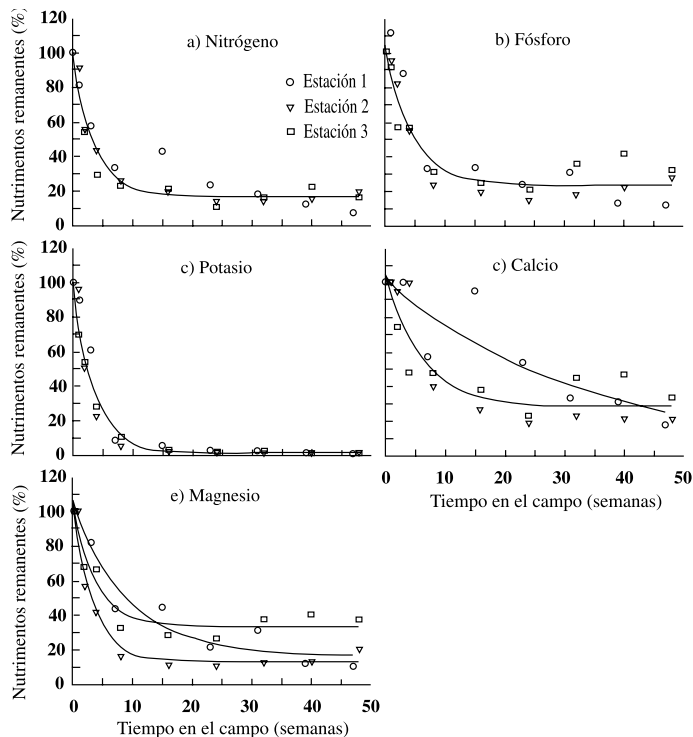 Nutrimentos remanentes (%)
120
100
80
60
40
20
0
a) Nitrógeno
Estación 1
Estación 2
Estación 3
120
100
80
60
40
20
0
b) Fósforo
Nutrimentos remanentes (%)
120
100
80
60
40
20
0
c) Potasio
120
100
80
60
40
20
0
c) Calcio
0 10 20 30 40 50
Tiempo en el campo (semanas)
Nutrimentos remanentes (%)
120
100
80
60
40
20
0
e) Magnesio
0 10 20 30 40 50
Tiempo en el campo (semanas)